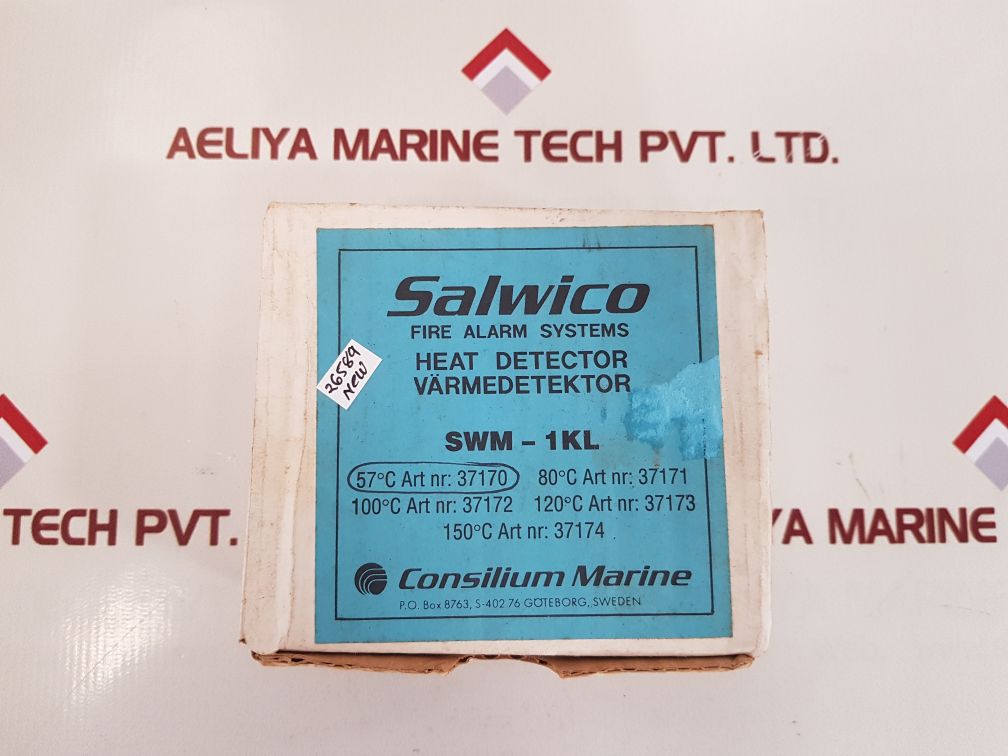 AELIYA MARINE TECH PVT. LTD.
Salwico
FIRE ALARM SYSTEMS
HEAT DETECTOR
VÄRMEDETEKTOR
26589
NEW
SWM - 1KL
57°C Art nr: 37170 80°C Art nr: 37171
100°C Art nr: 37172 120°C Art nr: 37173
150°C Art nr: 37174
Consilium Marine
P.O. Box 8763, S-402 76 GÖTEBORG, SWEDEN
TECH PVT.
YA MARINE